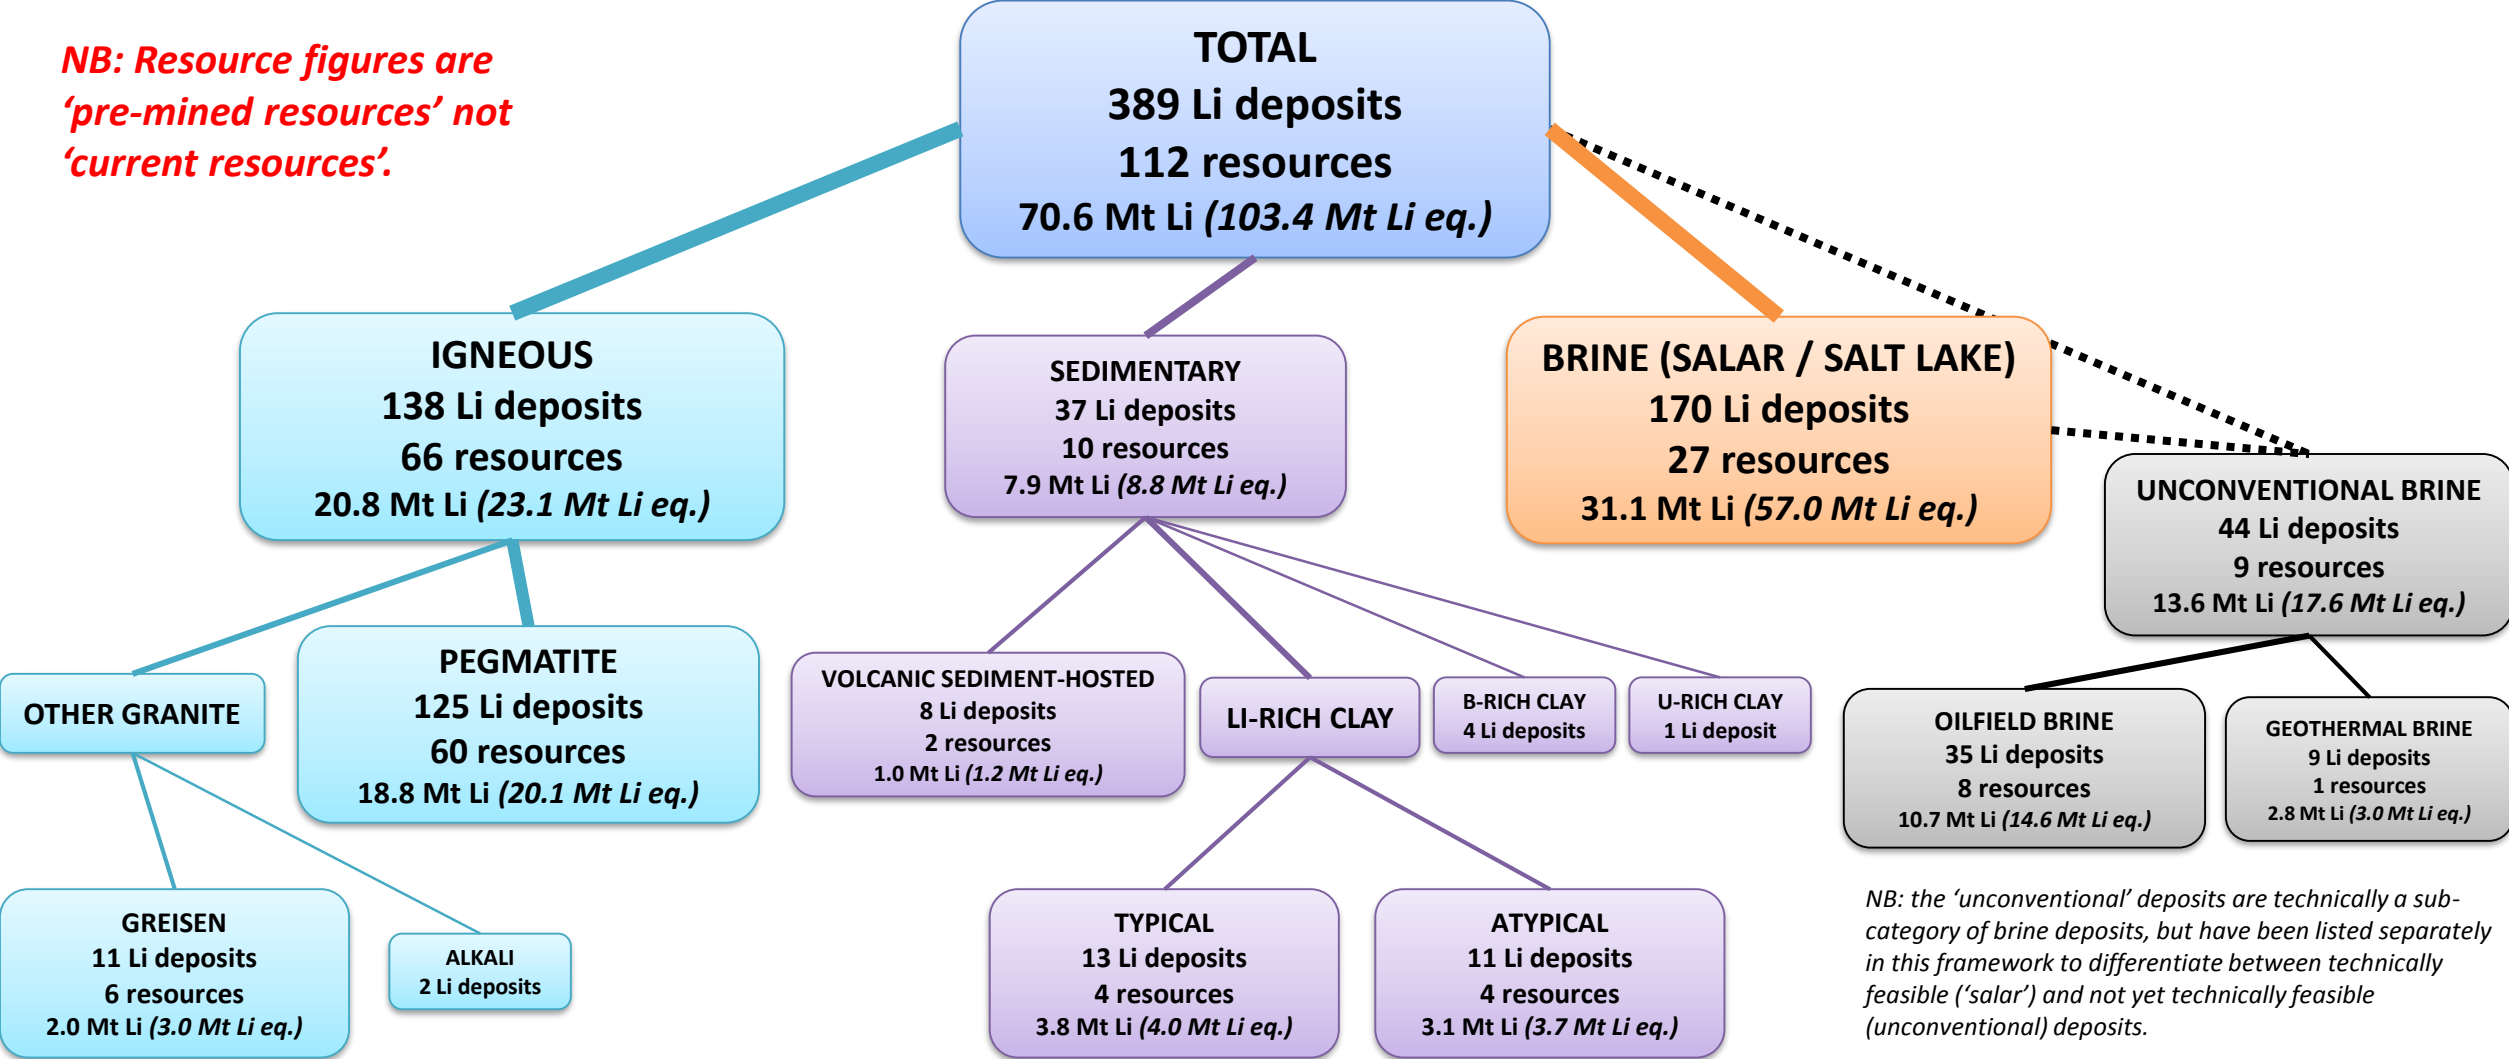 NB: Resource figures are
‘pre-mined resources’ not
‘current resources’.
TOTAL
389 Li deposits
112 resources
70.6 Mt Li (103.4 Mt Li eq.)
IGNEOUS
138 Li deposits
66 resources
20.8 Mt Li (23.1 Mt Li eq.)
SEDIMENTARY
37 Li deposits
10 resources
7.9 Mt Li (8.8 Mt Li eq.)
BRINE (SALAR / SALT LAKE)
170 Li deposits
27 resources
31.1 Mt Li (57.0 Mt Li eq.)
UNCONVENTIONAL BRINE
44 Li deposits
9 resources
13.6 Mt Li (17.6 Mt Li eq.)
OTHER GRANITE
PEGMATITE
125 Li deposits
60 resources
18.8 Mt Li (20.1 Mt Li eq.)
VOLCANIC SEDIMENT-HOSTED
8 Li deposits
2 resources
1.0 Mt Li (1.2 Mt Li eq.)
LI-RICH CLAY
B-RICH CLAY
4 Li deposits
U-RICH CLAY
1 Li deposit
OILFIELD BRINE
35 Li deposits
8 resources
10.7 Mt Li (14.6 Mt Li eq.)
GEOTHERMAL BRINE
9 Li deposits
1 resources
2.8 Mt Li (3.0 Mt Li eq.)
GREISEN
11 Li deposits
6 resources
2.0 Mt Li (3.0 Mt Li eq.)
ALKALI
2 Li deposits
TYPICAL
13 Li deposits
4 resources
3.8 Mt Li (4.0 Mt Li eq.)
ATYPICAL
11 Li deposits
4 resources
3.1 Mt Li (3.7 Mt Li eq.)
NB: the ‘unconventional’ deposits are technically a sub-
category of brine deposits, but have been listed separately
in this framework to differentiate between technically
feasible (‘salar’) and not yet technically feasible
(unconventional) deposits.